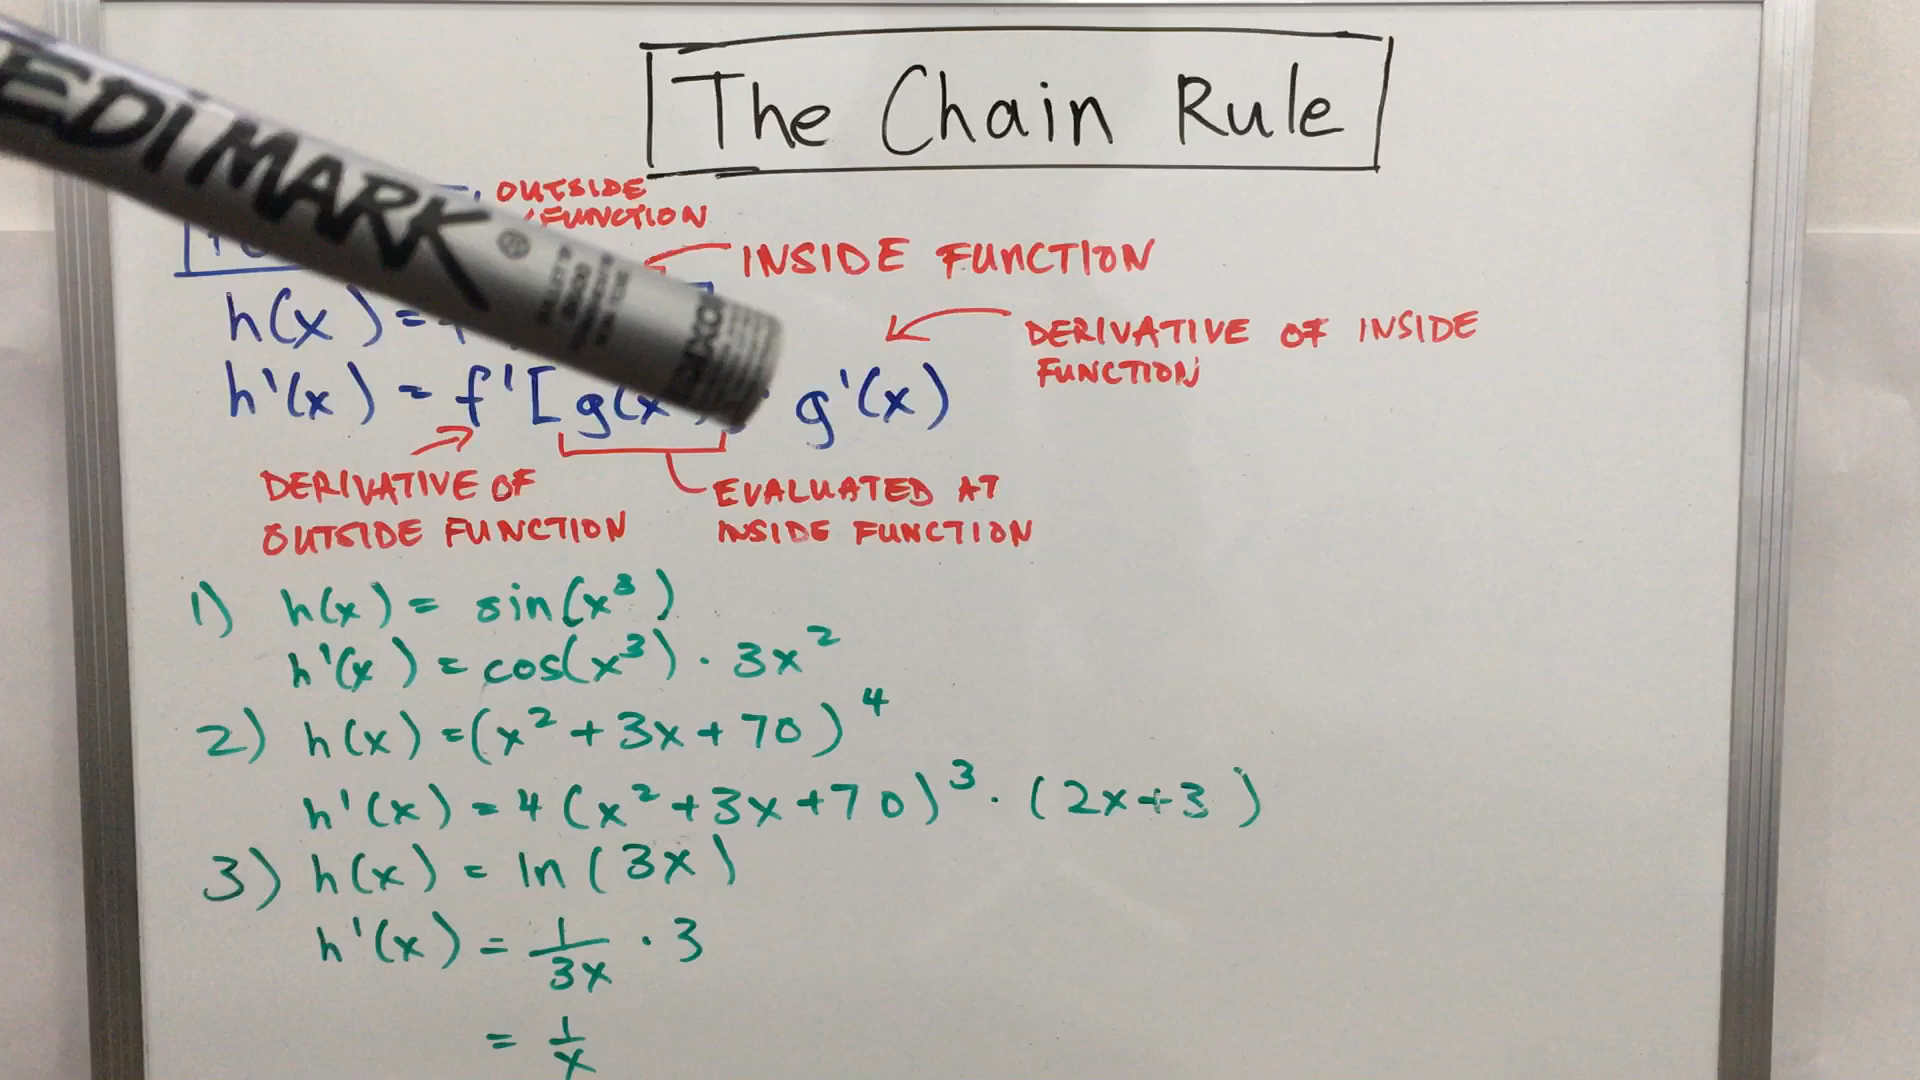 The Chain Rule
EDIMARK
OUTSIDE
FUNCTION
INSIDE FUNCTION
h(x) =
DERIVATIVE OF INSIDE
FUNCTION
h'(x) = f'[g(x · g'(x)
DERIVATIVE OF
OUTSIDE FUNCTION
EVALUATED AT
INSIDE FUNCTION
1) h(x) = sin(x³)
h'(x) = cos(x³) · 3x²
2) h(x) = (x² + 3x + 70)⁴
h'(x) = 4(x² + 3x + 70)³ · (2x + 3)
3) h(x) = ln(3x)
h'(x) = 1/3x · 3
= 1/x